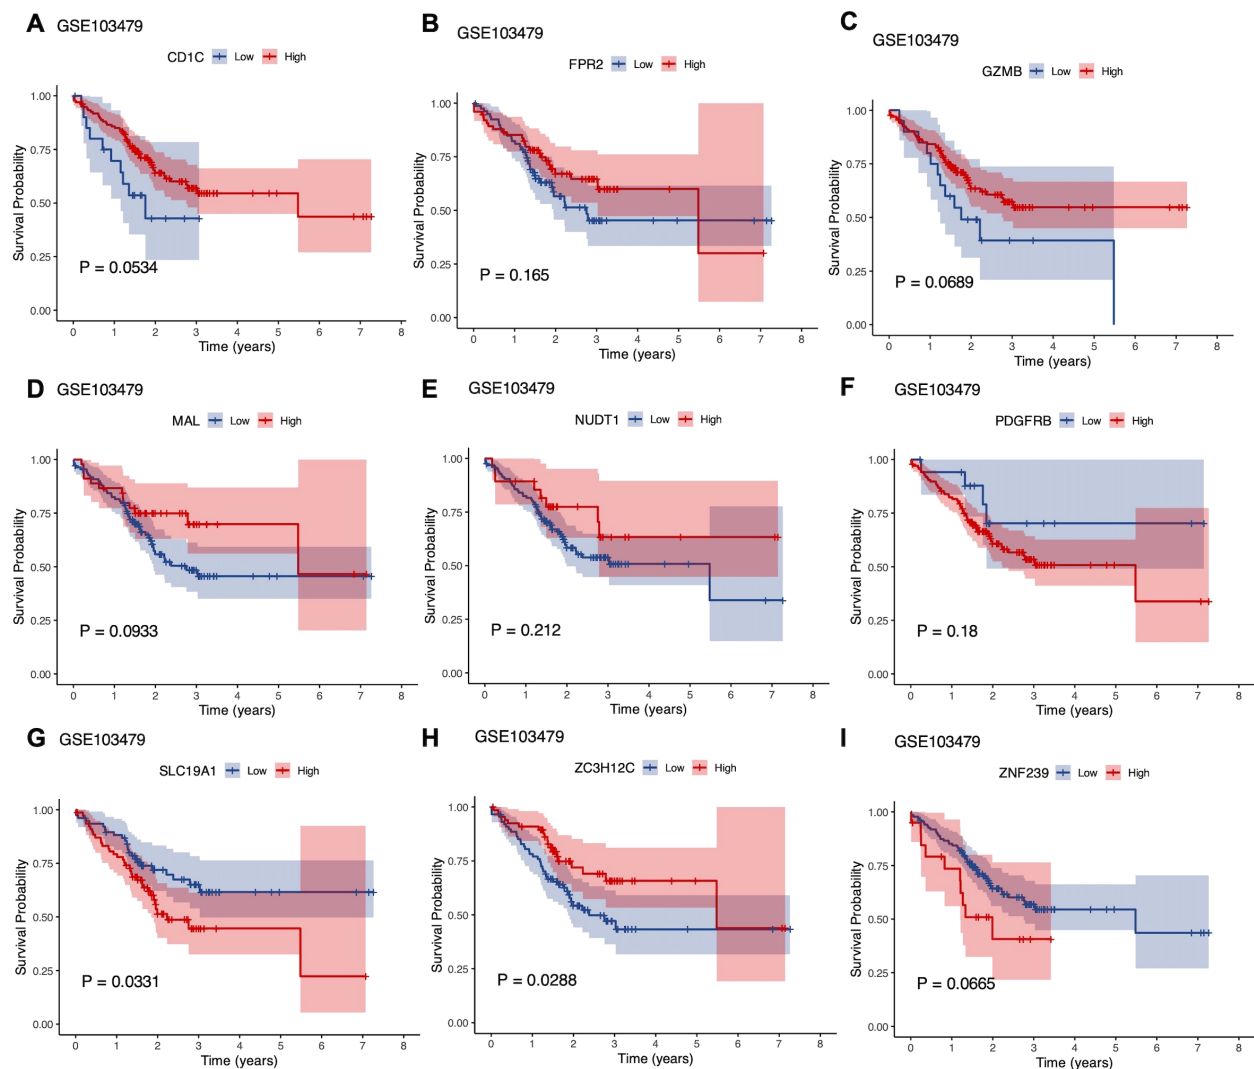 A GSE103479
CD1C Low High
Survival Probability
1.00
0.75
0.50
0.25
0.00
P = 0.0534
0 1 2 3 4 5 6 7 8
Time (years)
B GSE103479
FPR2 Low High
Survival Probability
1.00
0.75
0.50
0.25
0.00
P = 0.165
0 1 2 3 4 5 6 7 8
Time (years)
C GSE103479
GZMB Low High
Survival Probability
1.00
0.75
0.50
0.25
0.00
P = 0.0689
0 1 2 3 4 5 6 7 8
Time (years)
D GSE103479
MAL Low High
Survival Probability
1.00
0.75
0.50
0.25
0.00
P = 0.0933
0 1 2 3 4 5 6 7 8
Time (years)
E GSE103479
NUDT1 Low High
Survival Probability
1.00
0.75
0.50
0.25
0.00
P = 0.212
0 1 2 3 4 5 6 7 8
Time (years)
F GSE103479
PDGFRB Low High
Survival Probability
1.00
0.75
0.50
0.25
0.00
P = 0.18
0 1 2 3 4 5 6 7 8
Time (years)
G GSE103479
SLC19A1 Low High
Survival Probability
1.00
0.75
0.50
0.25
0.00
P = 0.0331
0 1 2 3 4 5 6 7 8
Time (years)
H GSE103479
ZC3H12C Low High
Survival Probability
1.00
0.75
0.50
0.25
0.00
P = 0.0288
0 1 2 3 4 5 6 7 8
Time (years)
I GSE103479
ZNF239 Low High
Survival Probability
1.00
0.75
0.50
0.25
0.00
P = 0.0665
0 1 2 3 4 5 6 7 8
Time (years)